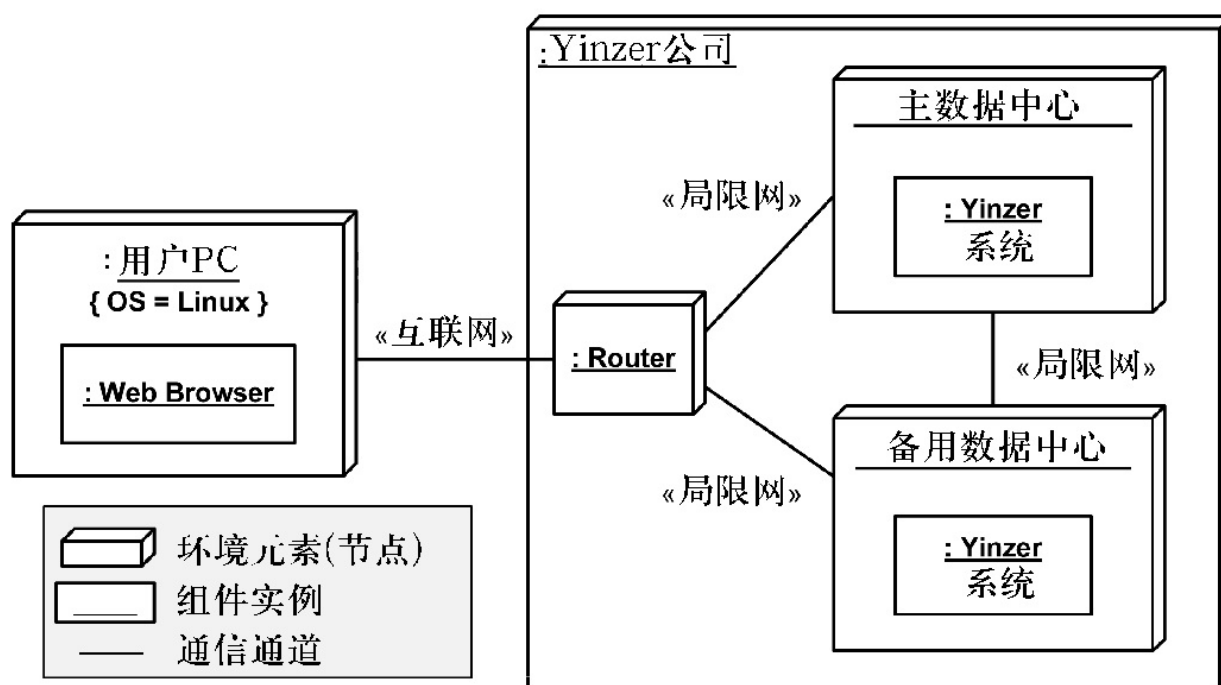 :Yinzer公司
主数据中心
: Yinzer
系统
«局限网»
:用户PC
{ OS = Linux }
: Web Browser
«互联网»
: Router
«局限网»
«局限网»
备用数据中心
: Yinzer
系统
环境元素(节点)
组件实例
通信通道